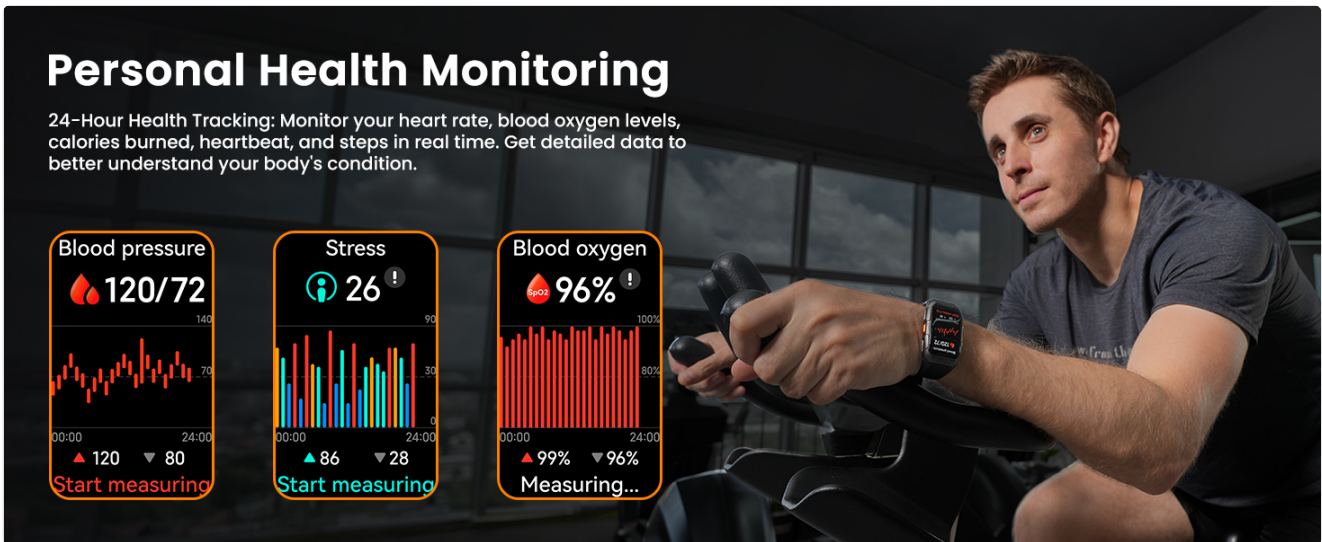 Personal Health Monitoring
24-Hour Health Tracking: Monitor your heart rate, blood oxygen levels,
calories burned, heartbeat, and steps in real time. Get detailed data to
better understand your body's condition.
Blood pressure
120/72
140
70
00:00 24:00
▲ 120 ▼ 80
Start measuring
Stress
26 !
90
30
0
00:00 24:00
▲ 86 ▼ 28
Start measuring
Blood oxygen
SpO2 96% !
100%
80%
00:00 24:00
▲ 99% ▼ 96%
Measuring...
120/72